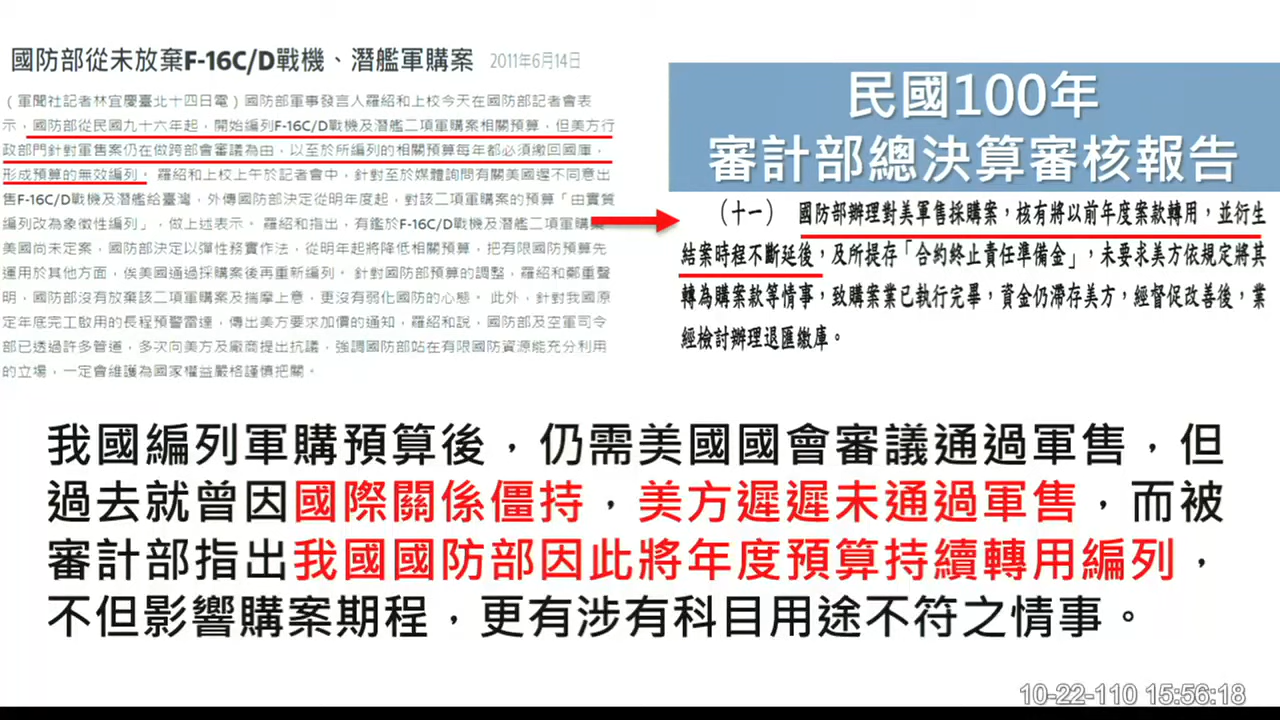 國防部從未放棄F-16C/D戰機、潛艦軍購案 2011年6月14日
（軍聞社記者林宜慶臺北十四日電）國防部軍事發言人羅紹和上校今天在國防部記者會表
示，國防部從民國九十六年起，開始編列F-16C/D戰機及潛艦二項軍購案相關預算，但美方行
政部門針對軍售案仍在做跨部會審議為由，以至於所編列的相關預算每年都必須繳回國庫，
形成預算的無效編列。 羅紹和上校上午於記者會中，針對至於媒體詢問有關美國遲不同意出
售F-16C/D戰機及潛艦給臺灣，外傳國防部決定從明年度起，對該二項軍購案的預算「由實質
編列改為象徵性編列」，做上述表示。 羅紹和指出，有鑑於F-16C/D戰機及潛艦二項軍購案
美國尚未定案，國防部決定以彈性務實作法，從明年起將降低相關預算，把有限國防預算先
運用於其他方面，俟美國通過採購案後再重新編列。 針對國防部預算的調整，羅紹和鄭重聲
明，國防部沒有放棄該二項軍購案及揣摩上意，更沒有弱化國防的心態。 此外，針對我國原
定年底完工啟用的長程預警雷達，傳出美方要求加價的通知，羅紹和說，國防部及空軍司令
部已透過許多管道，多次向美方及廠商提出抗議，強調國防部站在有限國防資源能充分利用
的立場，一定會維護為國家權益嚴格謹慎把關。
民國100年
審計部總決算審核報告
（十一） 國防部辦理對美軍售採購案，核有將以前年度案款轉用，並衍生
結案時程不斷延後，及所提存「合約終止責任準備金」，未要求美方依規定將其
轉為購案款等情事，致購案業已執行完畢，資金仍滯存美方，經督促改善後，業
經檢討辦理退匯繳庫。
我國編列軍購預算後，仍需美國國會審議通過軍售，但
過去就曾因國際關係僵持，美方遲遲未通過軍售，而被
審計部指出我國國防部因此將年度預算持續轉用編列，
不但影響購案期程，更有涉有科目用途不符之情事。
10-22-110 15:56:18